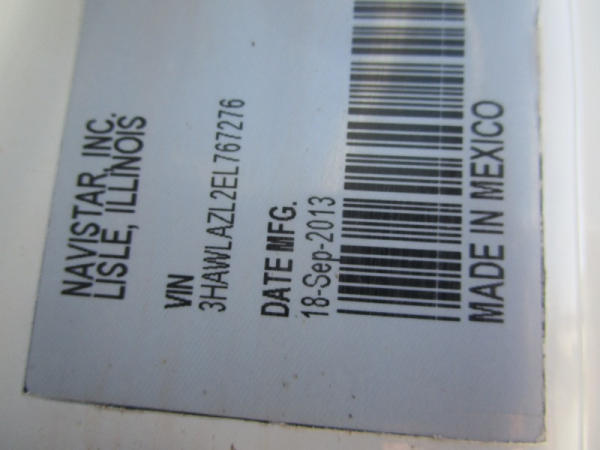 NAVISTAR, INC.
LISLE, ILLINOIS
VIN
3HAWLAZL2EL767276
DATE MFG.
18-Sep-2013
MADE IN MEXICO